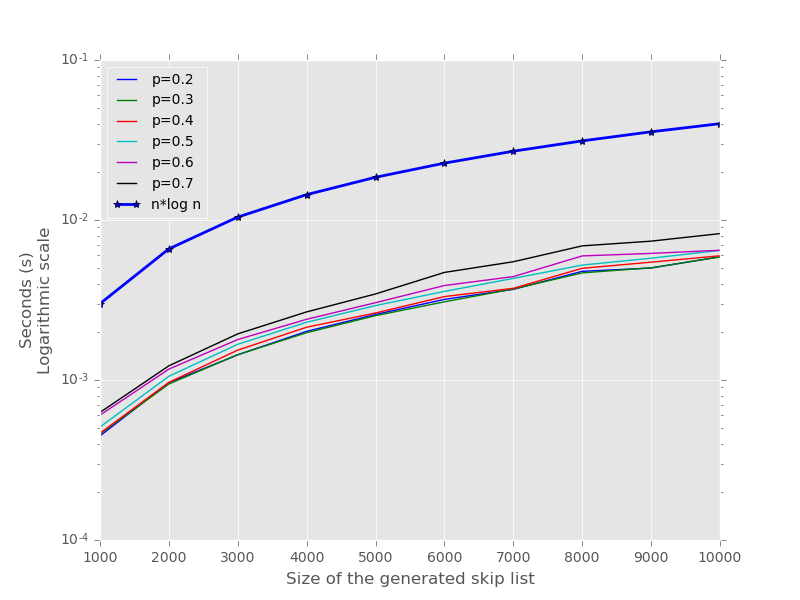 10^-1
p=0.2
p=0.3
p=0.4
p=0.5
p=0.6
p=0.7
n*log n
10^-2
Seconds (s)
Logarithmic scale
10^-3
10^-4
1000 2000 3000 4000 5000 6000 7000 8000 9000 10000
Size of the generated skip list